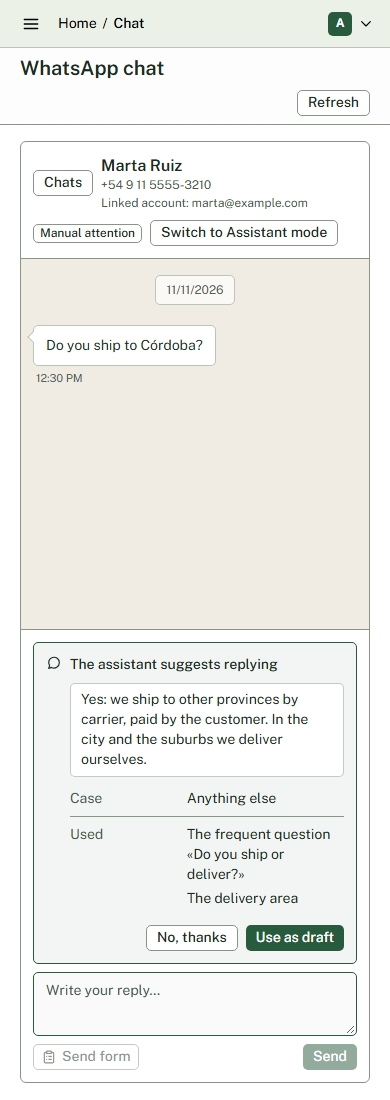 Home / Chat
A
WhatsApp chat
Refresh
Chats
Marta Ruiz
+54 9 11 5555-3210
Linked account: marta@example.com
Manual attention
Switch to Assistant mode
11/11/2026
Do you ship to Córdoba?
12:30 PM
The assistant suggests replying
Yes: we ship to other provinces by
carrier, paid by the customer. In the
city and the suburbs we deliver
ourselves.
Case
Anything else
Used
The frequent question
«Do you ship or
deliver?»
The delivery area
No, thanks
Use as draft
Write your reply...
Send form
Send